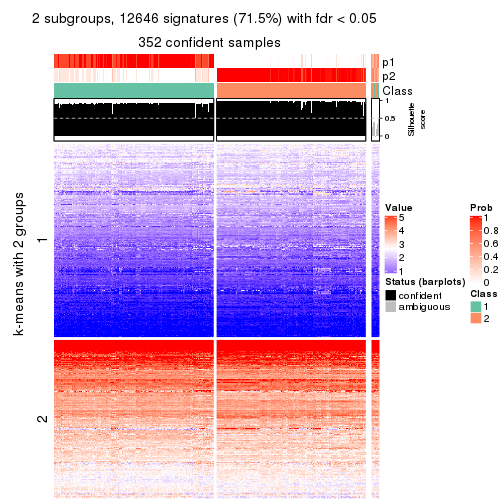 2 subgroups, 12646 signatures (71.5%) with fdr < 0.05
352 confident samples
p1
p2
Class
1
0.5
0
Silhouette
score
k-means with 2 groups
1
2
Value
5
4
3
2
1
Status (barplots)
confident
ambiguous
Prob
1
0.8
0.6
0.4
0.2
0
Class
1
2